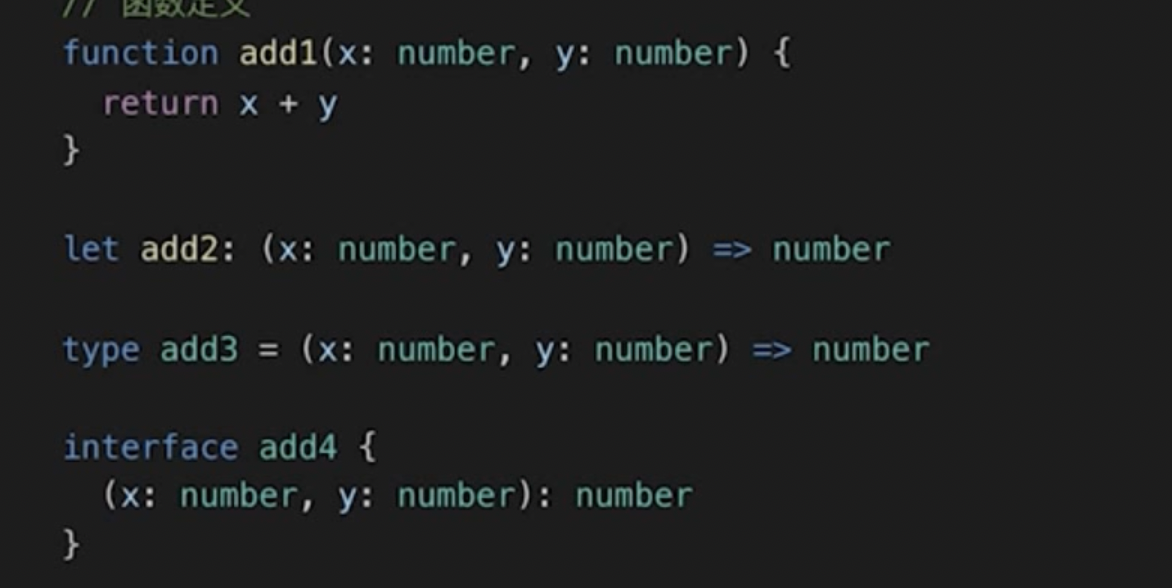 // 函数定义
function add1(x: number, y: number) {
  return x + y
}
let add2: (x: number, y: number) => number
type add3 = (x: number, y: number) => number
interface add4 {
  (x: number, y: number): number
}